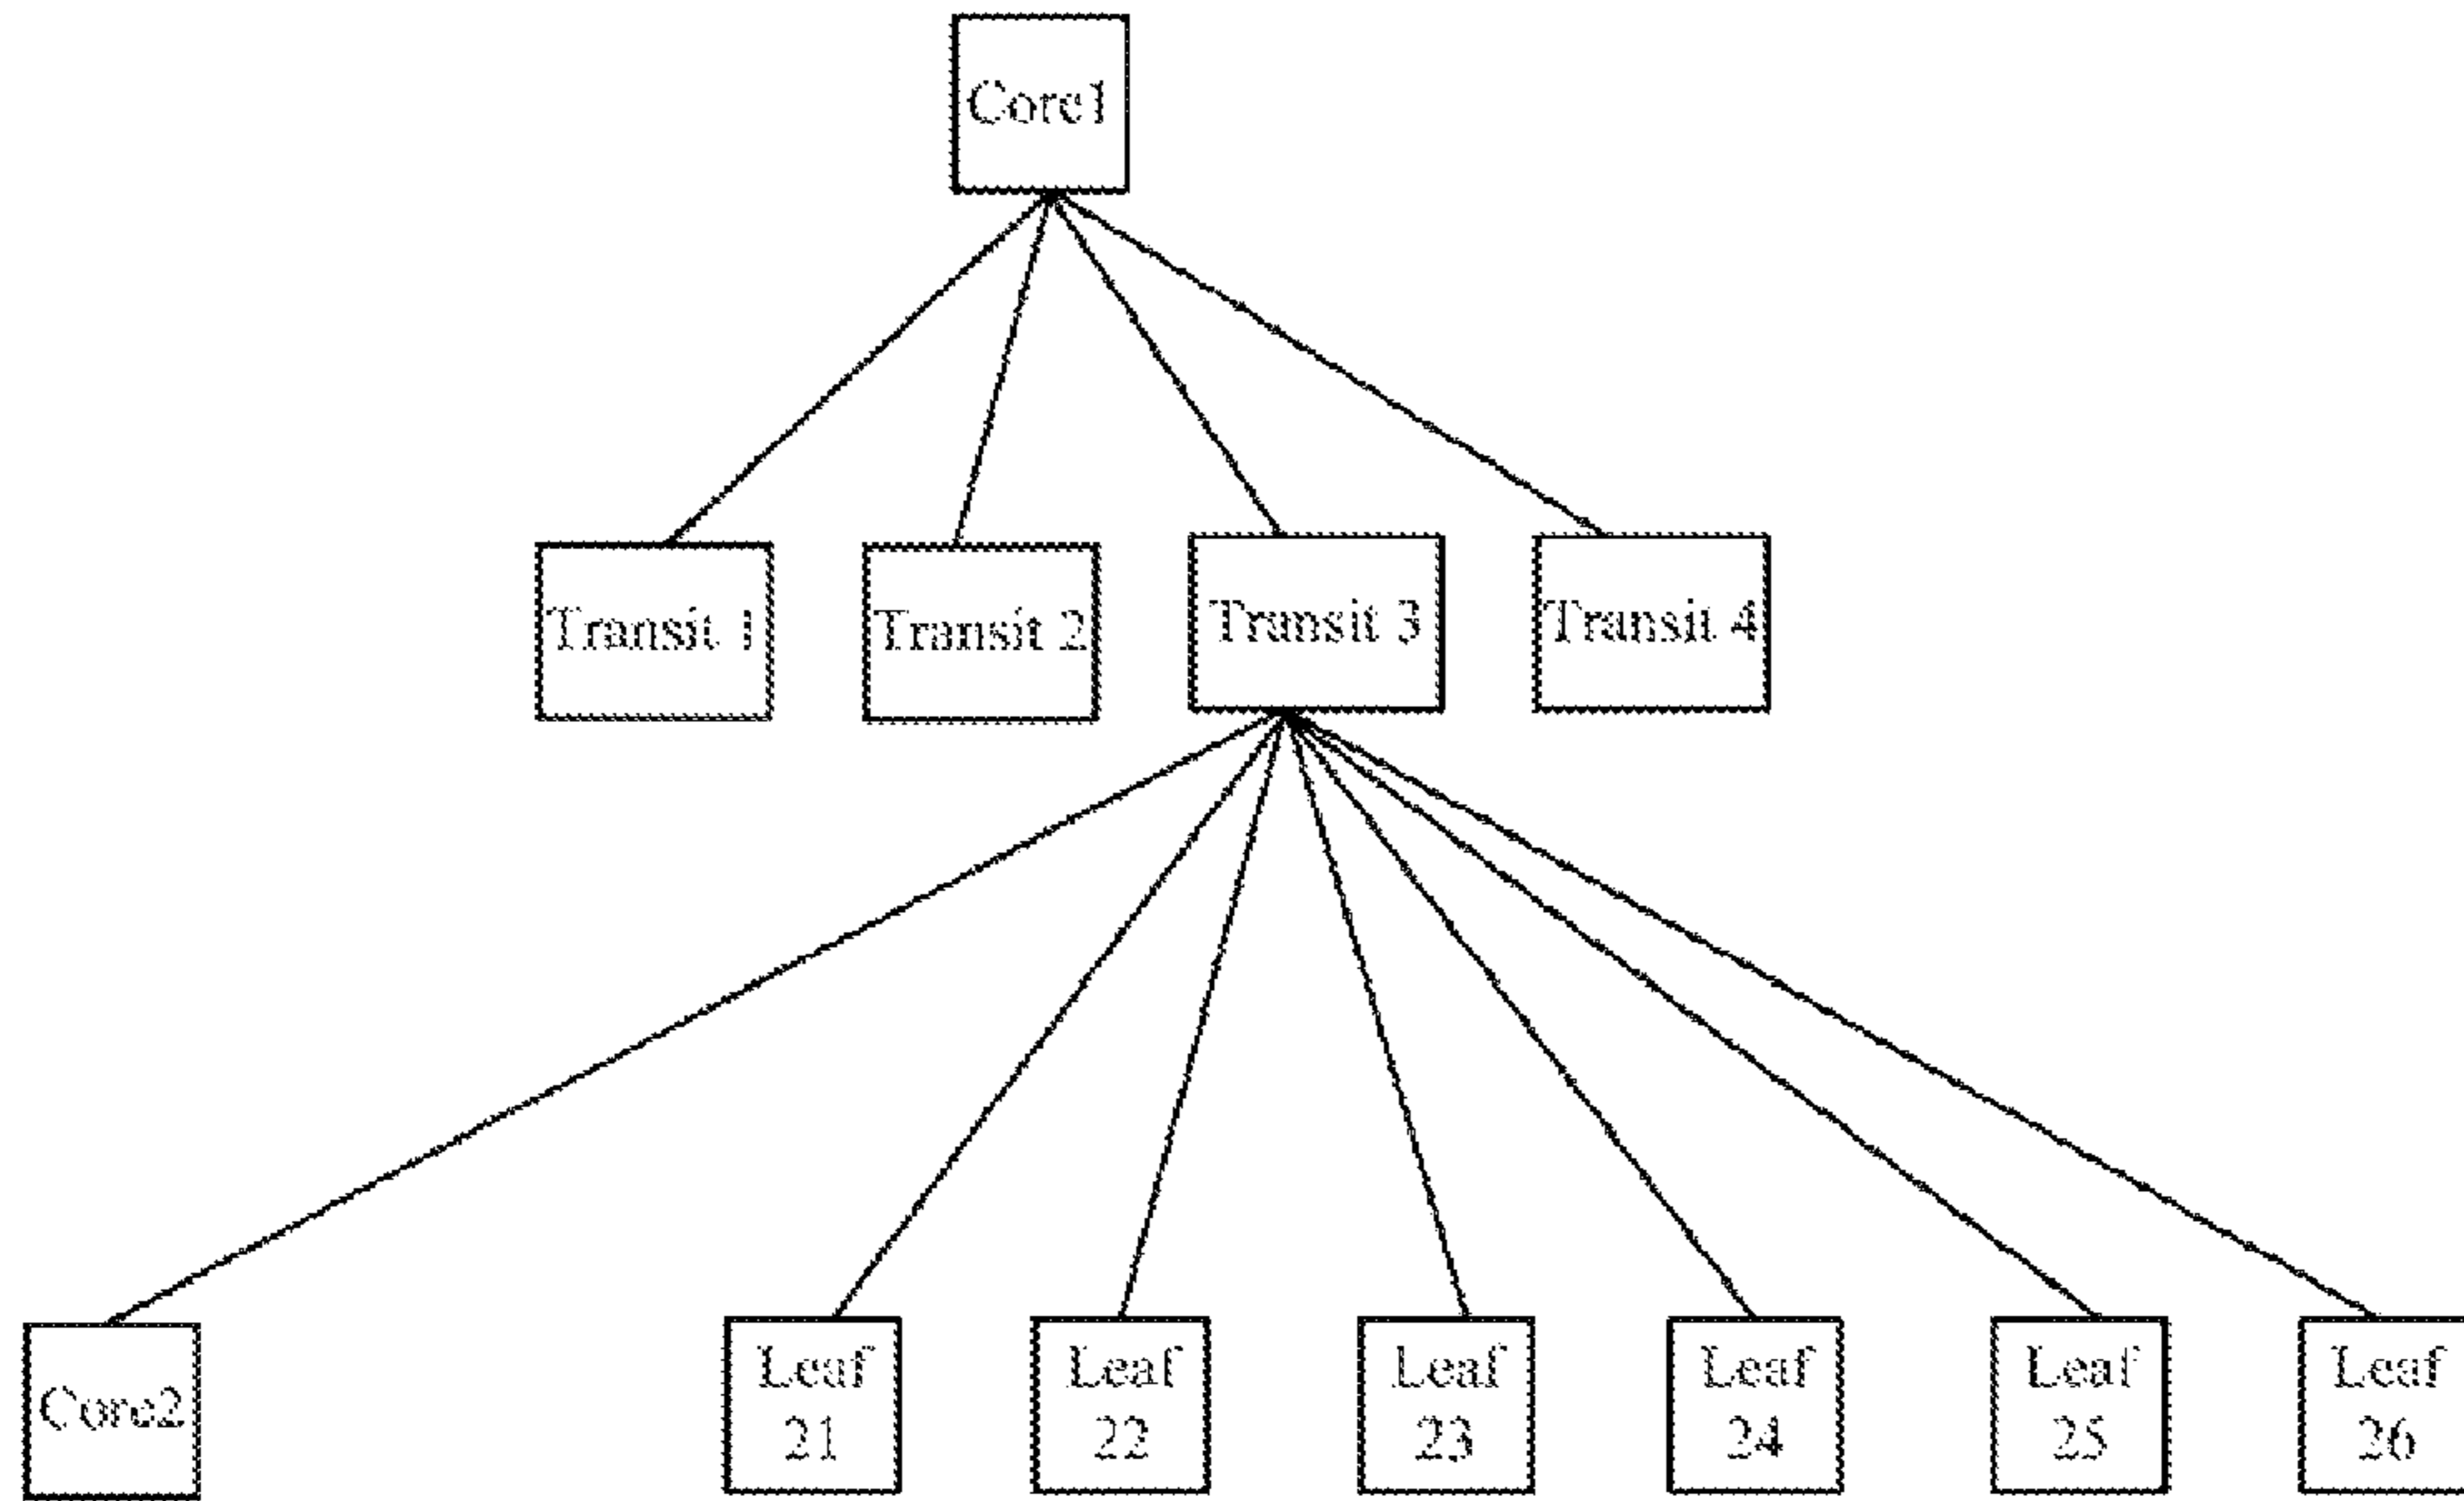 Core1
Transit 1
Transit 2
Transit 3
Transit 4
Core2
Leaf
21
Leaf
22
Leaf
23
Leaf
24
Leaf
25
Leaf
26